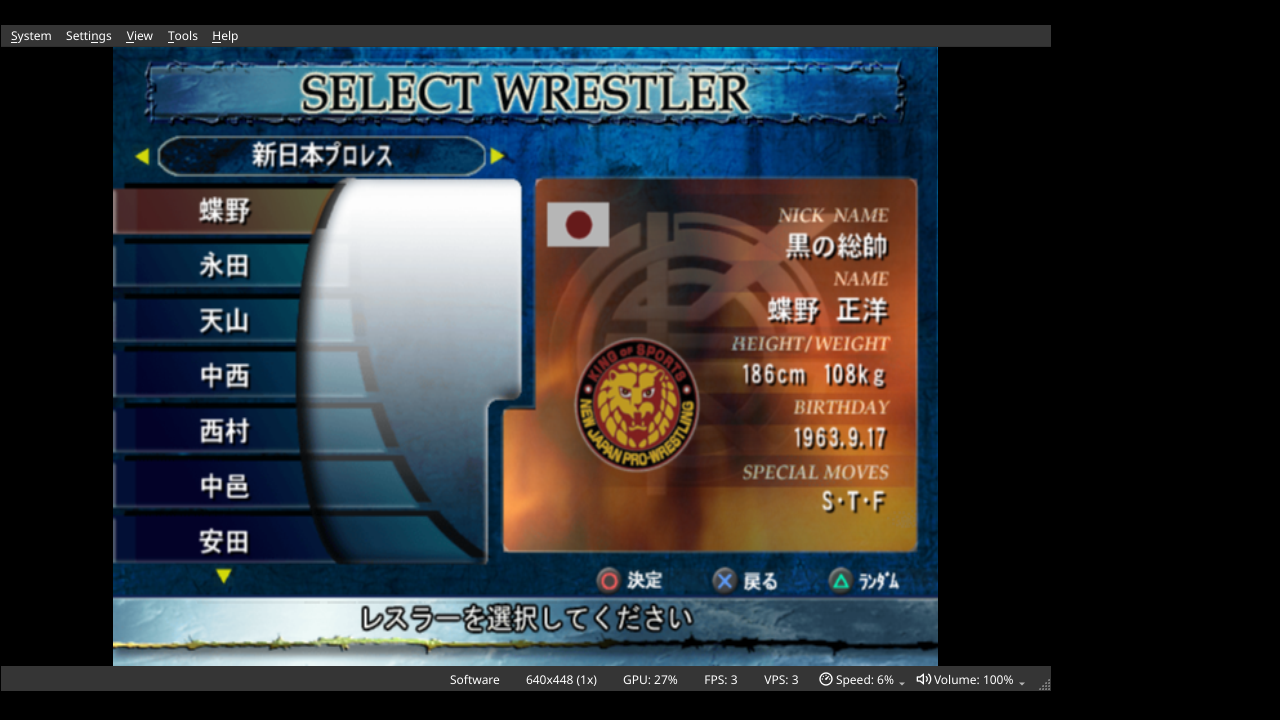 System Settings View Tools Help
SELECT WRESTLER
新日本プロレス
蝶野
永田
天山
中西
西村
中邑
安田
NICK NAME
黒の総帥
NAME
蝶野 正洋
HEIGHT/WEIGHT
186cm 108kg
BIRTHDAY
1963.9.17
SPECIAL MOVES
S・T・F
KING OF SPORTS
NEW JAPAN PRO-WRESTLING
決定 戻る ランダム
レスラーを選択してください
Software 640x448 (1x) GPU: 27% FPS: 3 VPS: 3 Speed: 6% Volume: 100%